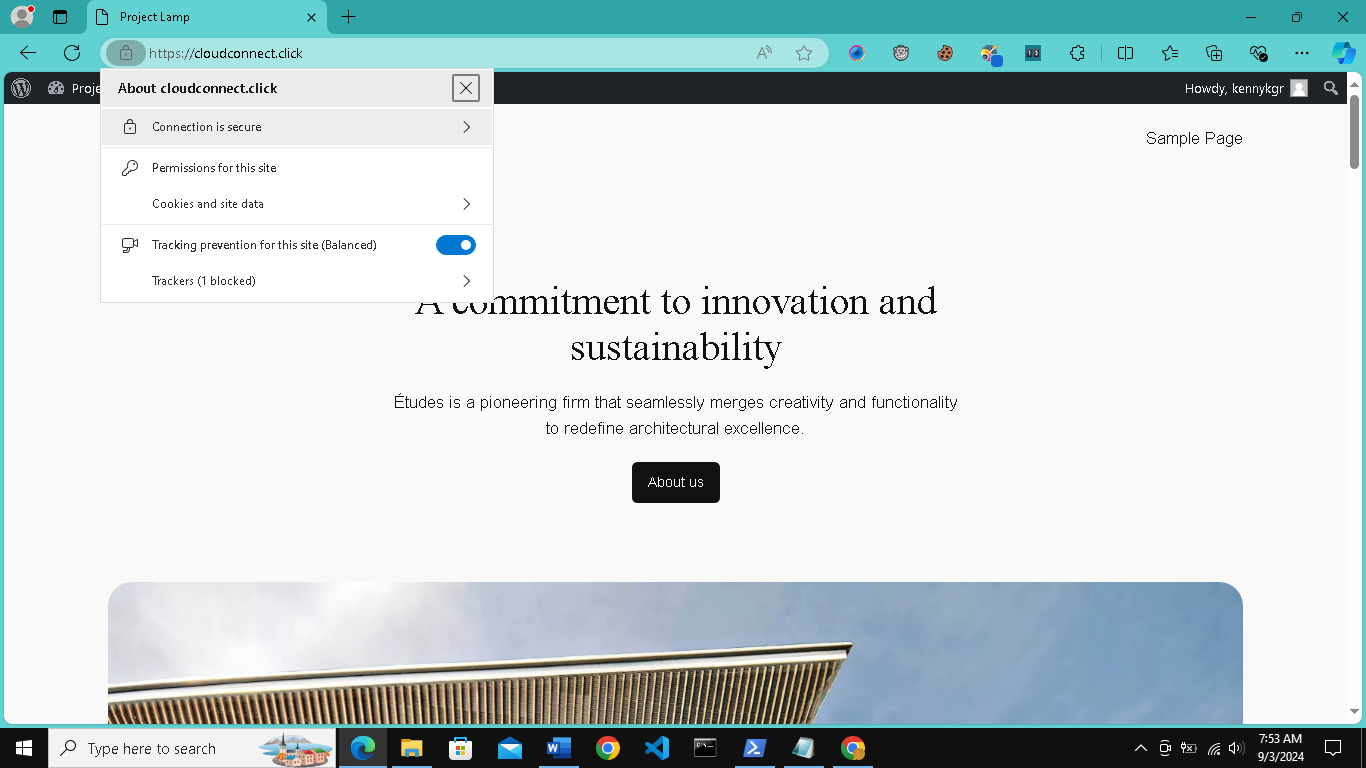 Project Lamp
https://cloudconnect.click
Proje
Howdy, kennykgr
About cloudconnect.click
Connection is secure
Permissions for this site
Cookies and site data
Tracking prevention for this site (Balanced)
Trackers (1 blocked)
Sample Page
A commitment to innovation and
sustainability
Études is a pioneering firm that seamlessly merges creativity and functionality
to redefine architectural excellence.
About us
Type here to search
7:53 AM
9/3/2024